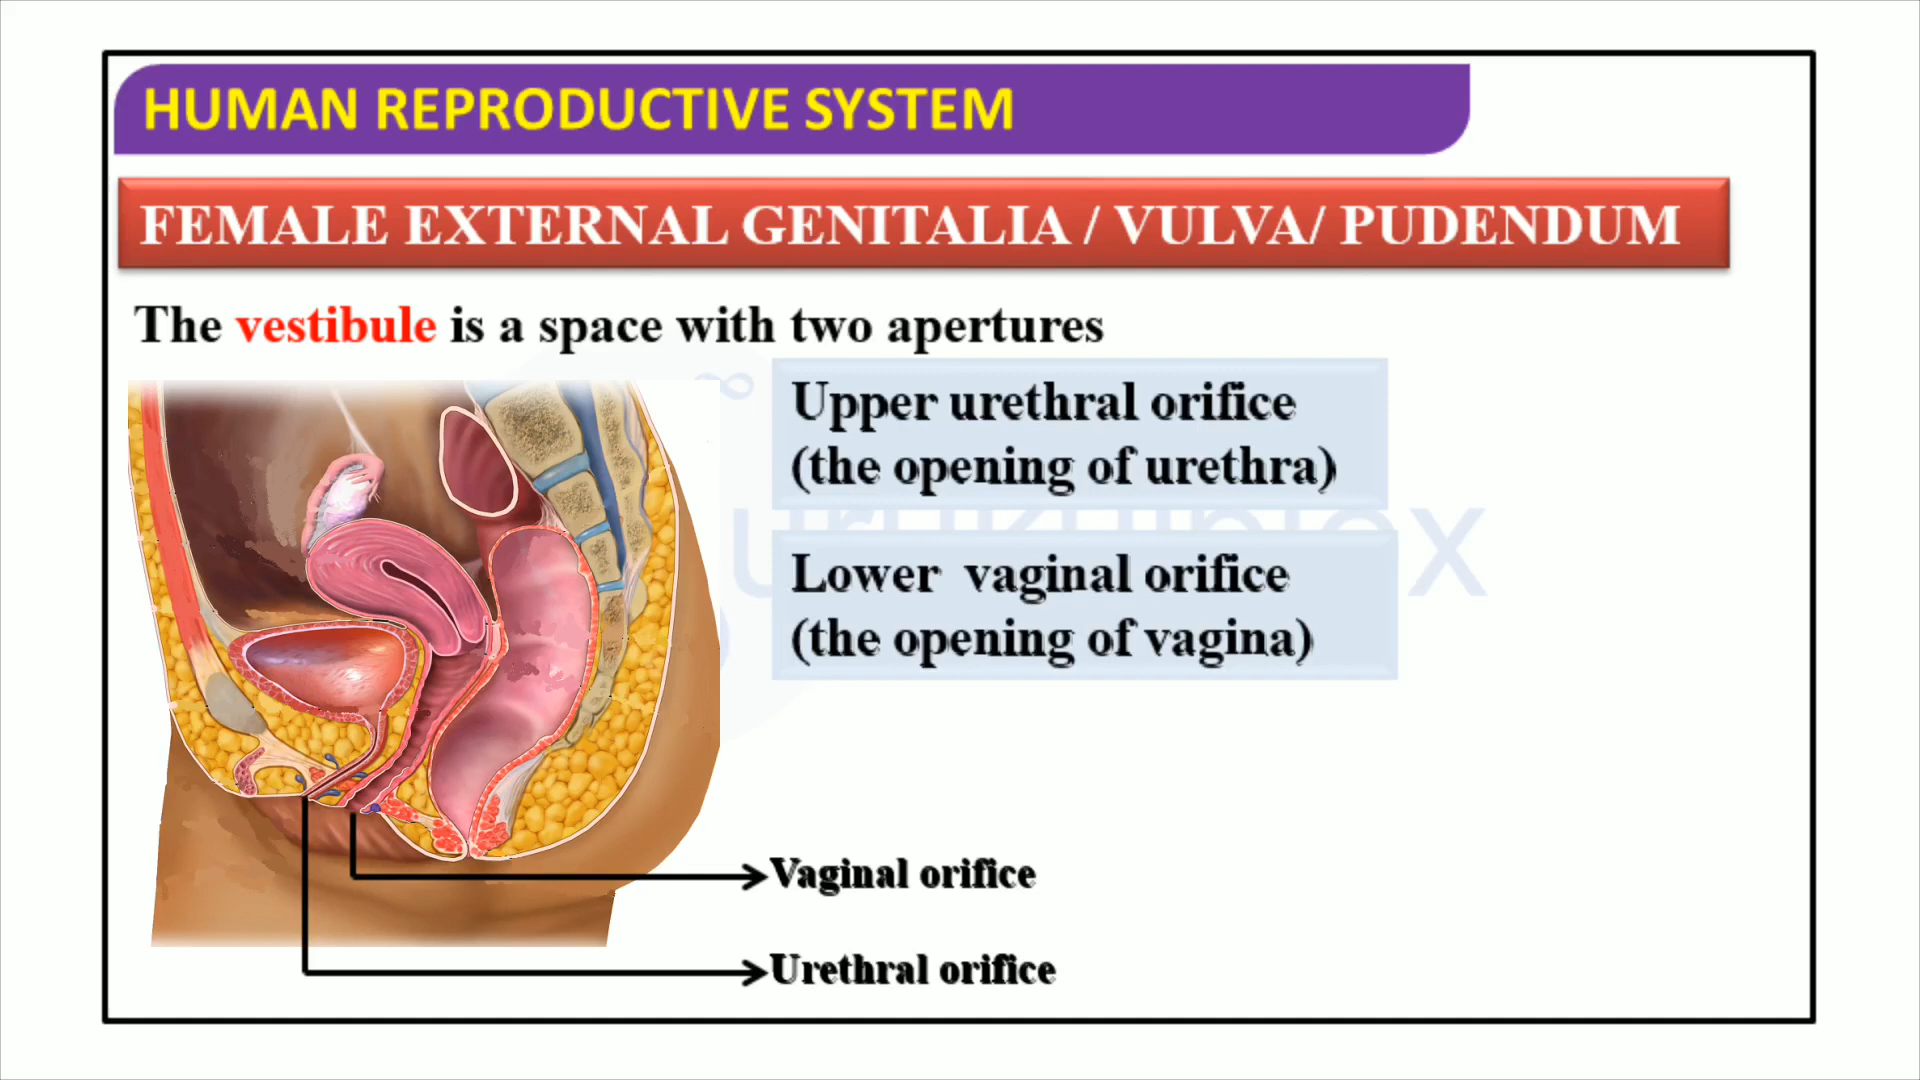 HUMAN REPRODUCTIVE SYSTEM
FEMALE EXTERNAL GENITALIA / VULVA/ PUDENDUM
The vestibule is a space with two apertures
Upper urethral orifice
(the opening of urethra)
Lower vaginal orifice
(the opening of vagina)
Vaginal orifice
Urethral orifice